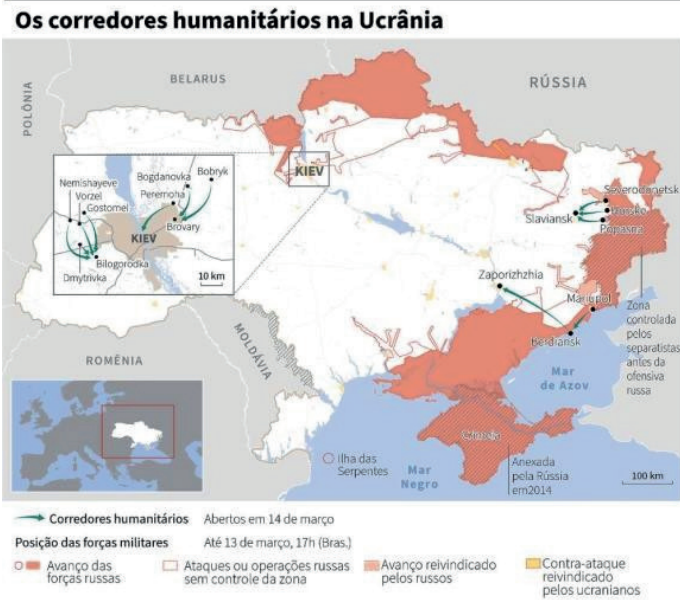 Os corredores humanitários na Ucrânia
BELARUS
RÚSSIA
POLÔNIA
KIEV
Nemishayeve
Vorzel
Gostomel
Bogdanovka
Peremoha
Bobryk
Brovary
KIEV
Bilogorodka
Dmytrivka
10 km
Severodonetsk
Slaviansk
Hirske
Popasna
Zaporizhzhia
Mariupol
Berdiansk
Zona
controlada
pelos
separatistas
antes da
ofensiva
russa
MOLDÁVIA
ROMÊNIA
Mar
de Azov
Crimeia
Ilha das
Serpentes
Mar
Negro
Anexada
pela Rússia
em2014
100 km
Corredores humanitários Abertos em 14 de março
Posição das forças militares Até 13 de março, 17h (Bras.)
Avanço das
forças russas
Ataques ou operações russas
sem controle da zona
Avanço reivindicado
pelos russos
Contra-ataque
reivindicado
pelos ucranianos